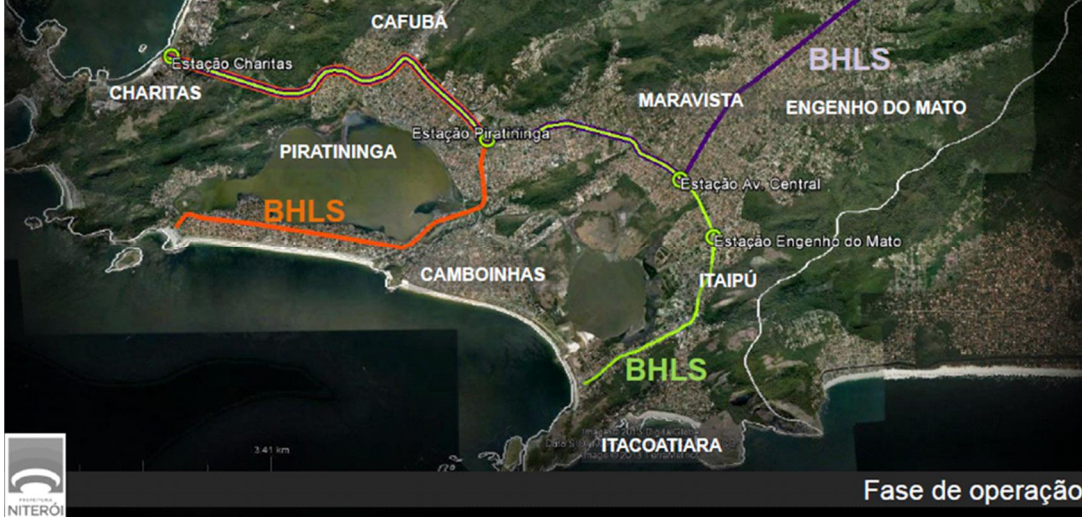 CAFUBÁ
BHLS
Estação Charitas
CHARITAS
MARAVISTA
ENGENHO DO MATO
Estação Piratininga
PIRATININGA
Estação Av. Central
BHLS
Estação Engenho do Mato
CAMBOINHAS
ITAIPÚ
BHLS
ITACOATIARA
3.41 km
PREFEITURA
NITERÓI
Fase de operação